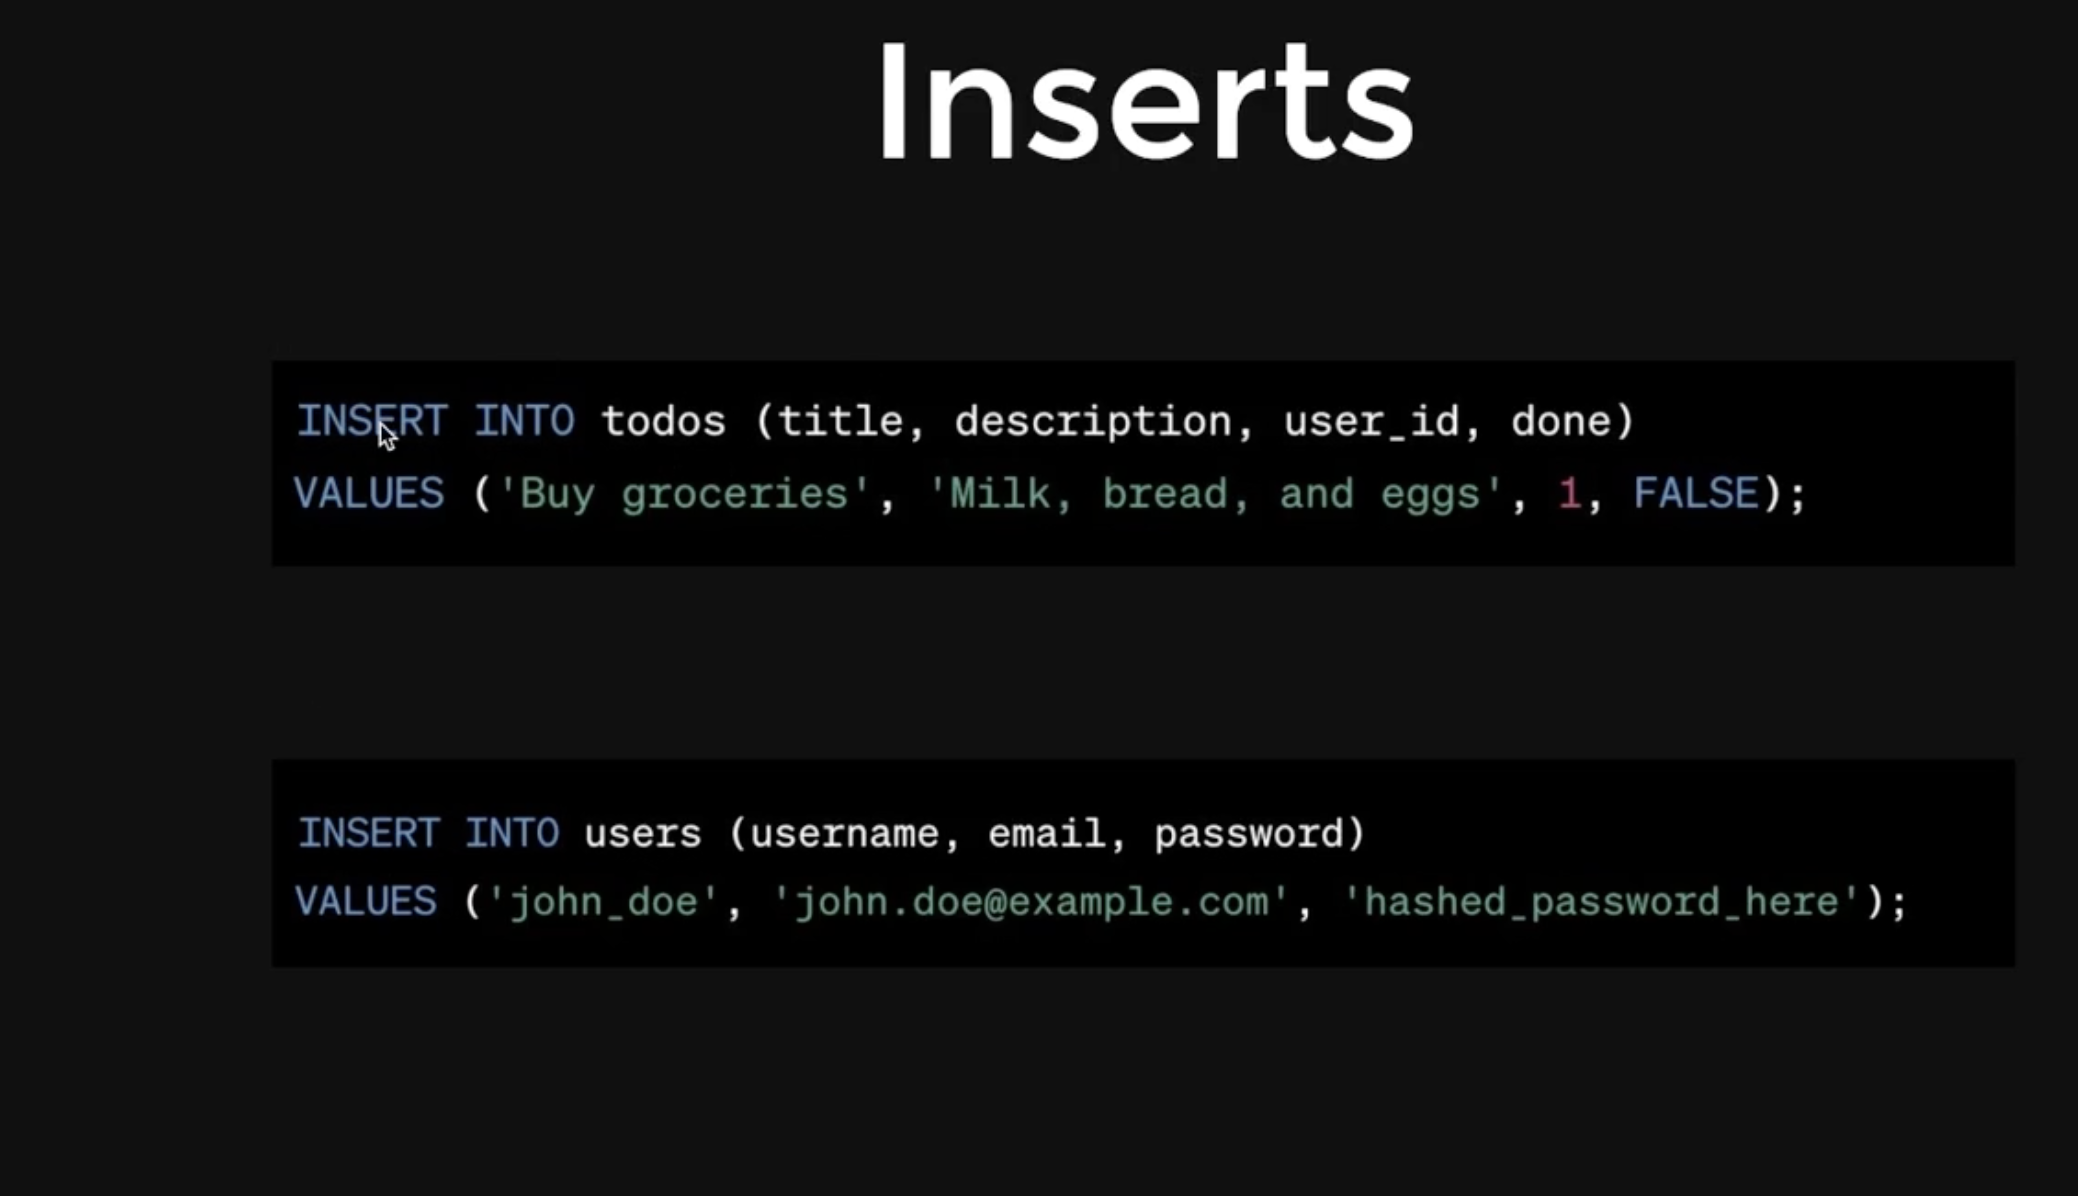 Inserts
INSERT INTO todos (title, description, user_id, done)
VALUES ('Buy groceries', 'Milk, bread, and eggs', 1, FALSE);
INSERT INTO users (username, email, password)
VALUES ('john_doe', 'john.doe@example.com', 'hashed_password_here');